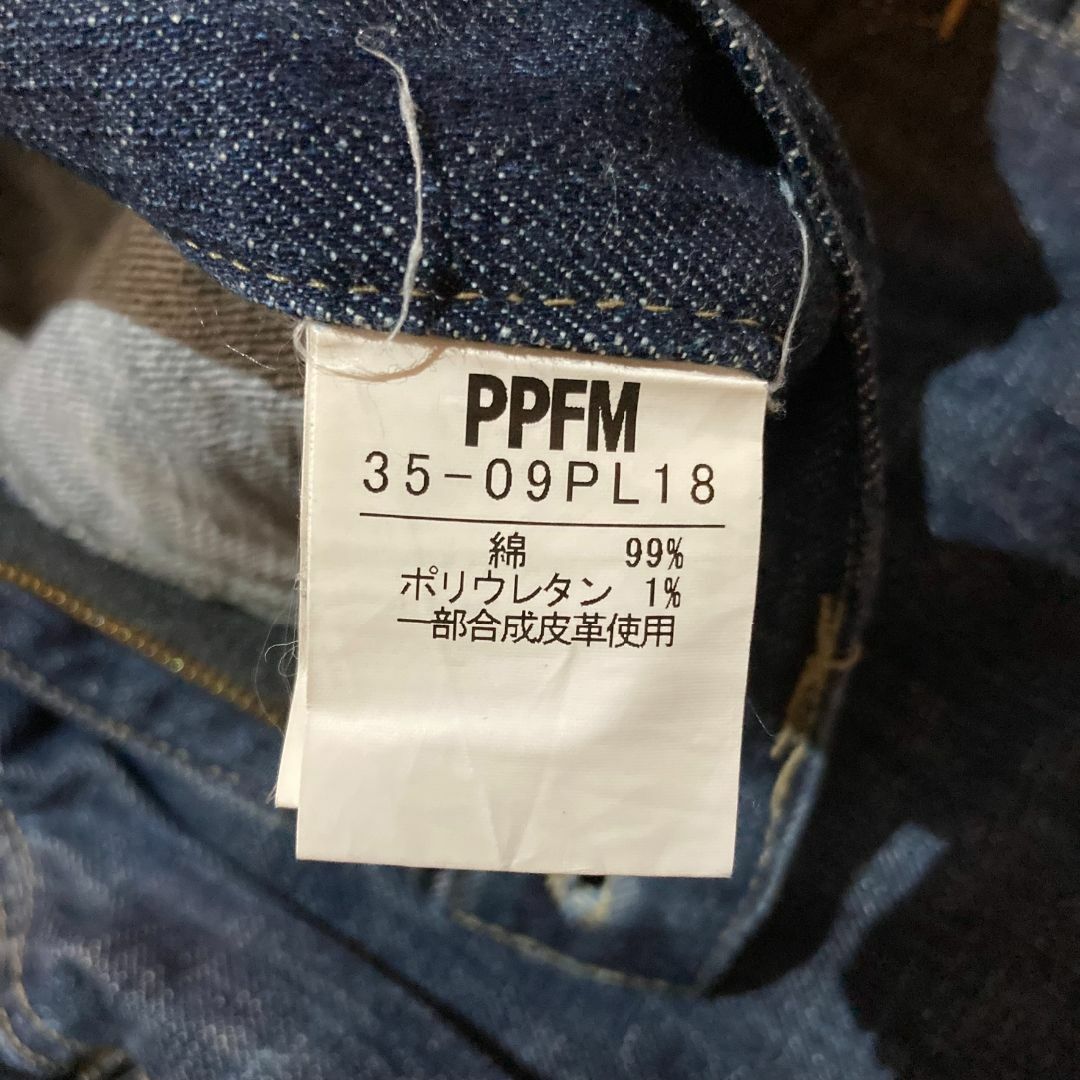 PPFM
35-09PL18
綿 99%
ポリウレタン 1%
一部合成皮革使用